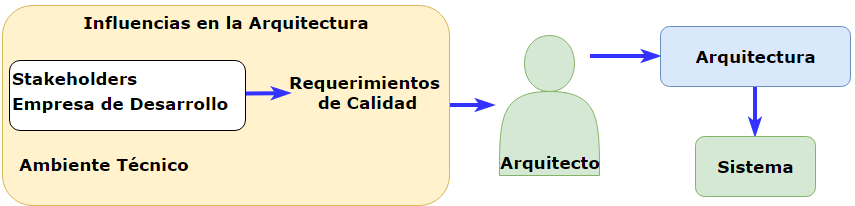 Influencias en la Arquitectura
Stakeholders
Empresa de Desarrollo
Requerimientos
de Calidad
Ambiente Técnico
Arquitecto
Arquitectura
Sistema